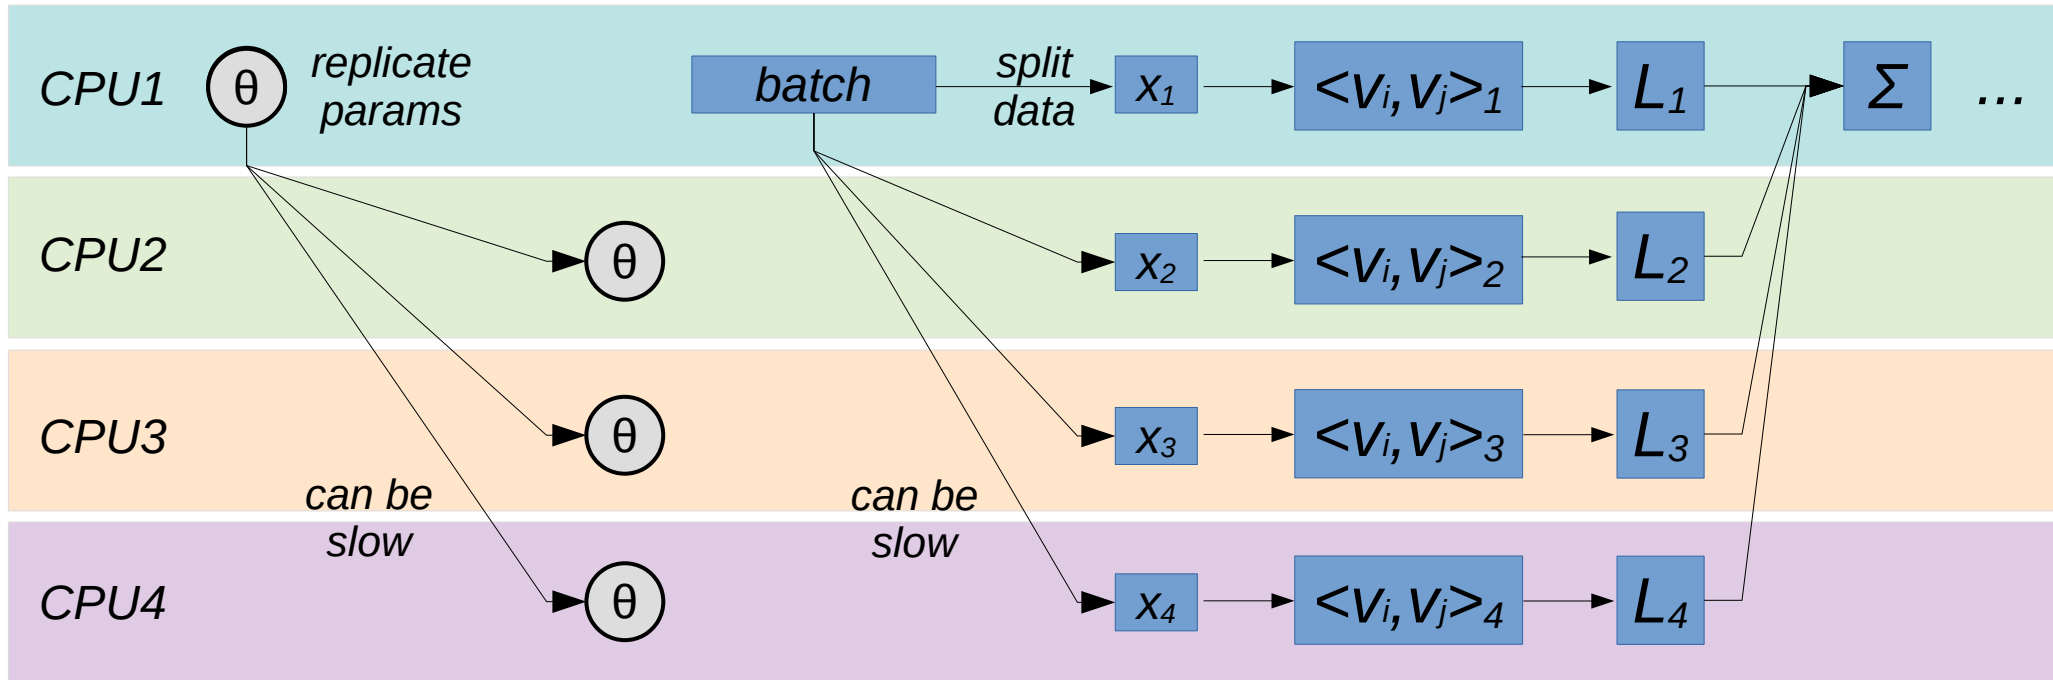 CPU1
θ
replicate
params
batch
split
data
x₁
<vᵢ,vⱼ>₁
L₁
Σ
...
CPU2
θ
x₂
<vᵢ,vⱼ>₂
L₂
CPU3
θ
x₃
<vᵢ,vⱼ>₃
L₃
can be
slow
can be
slow
CPU4
θ
x₄
<vᵢ,vⱼ>₄
L₄